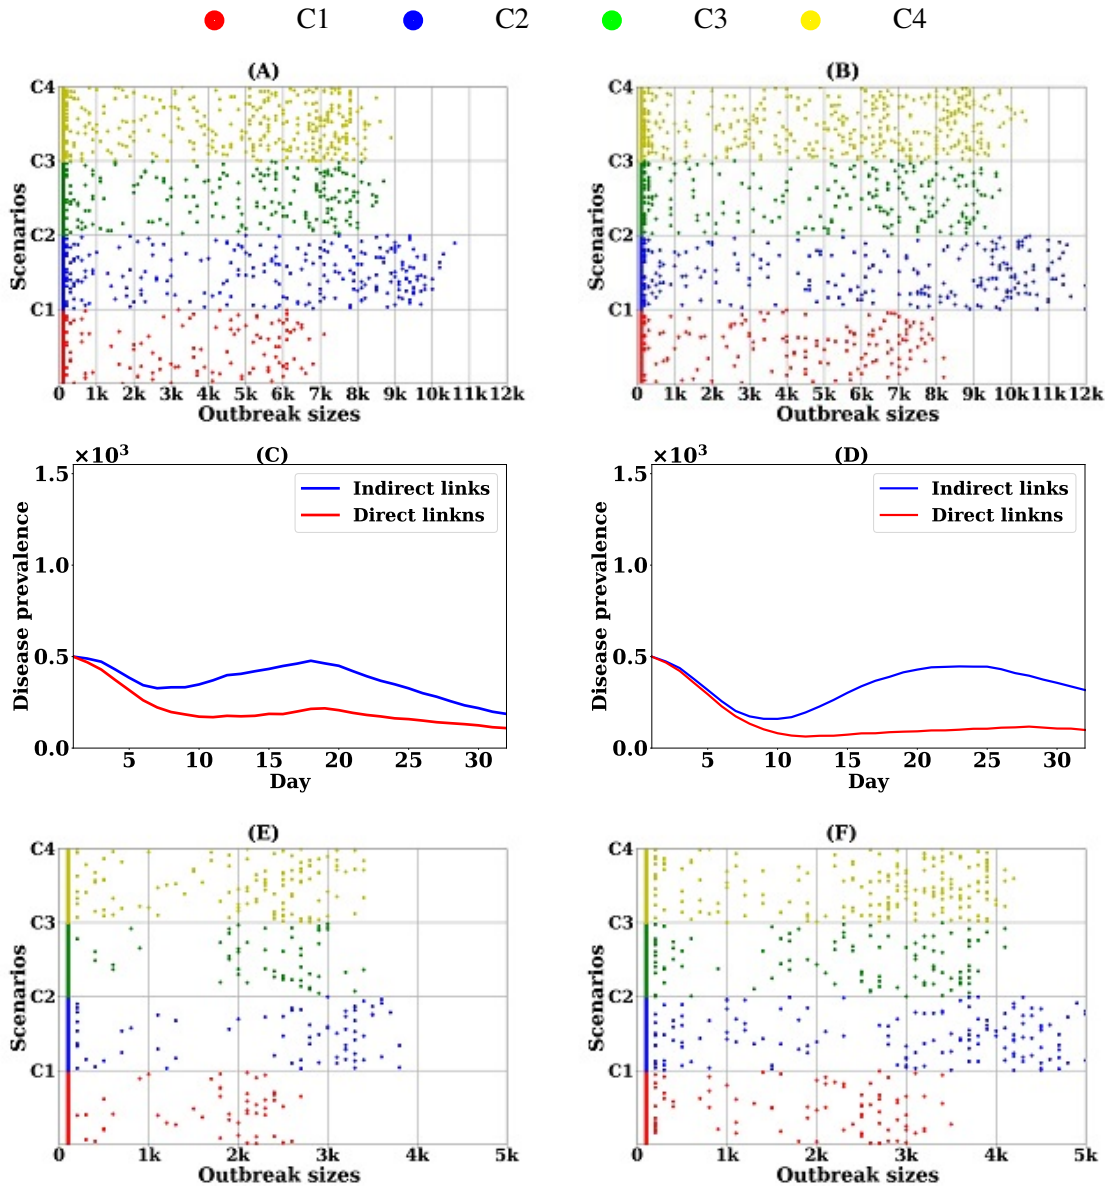 C1 C2 C3 C4
(A) (B)
C4 C4
C3 C3
C2 C2
C1 C1
Scenarios Scenarios
0 1k 2k 3k 4k 5k 6k 7k 8k 9k 10k 11k 12k 0 1k 2k 3k 4k 5k 6k 7k 8k 9k 10k 11k 12k
Outbreak sizes Outbreak sizes
×10³ (C) ×10³ (D)
1.5 1.5
Indirect links Indirect links
Direct linkns Direct linkns
1.0 1.0
0.5 0.5
0.0 0.0
Disease prevalence Disease prevalence
5 10 15 20 25 30 5 10 15 20 25 30
Day Day
(E) (F)
C4 C4
C3 C3
C2 C2
C1 C1
Scenarios Scenarios
0 1k 2k 3k 4k 5k 0 1k 2k 3k 4k 5k
Outbreak sizes Outbreak sizes